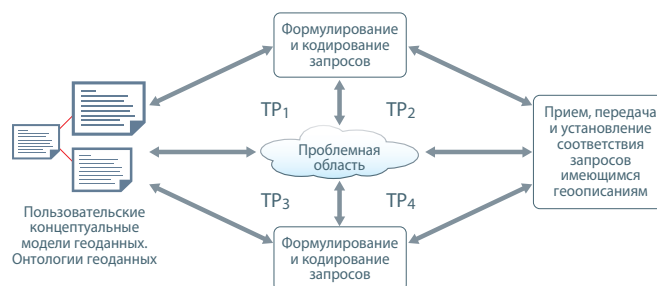 Формулирование
и кодирование
запросов
TP1
TP2
Проблемная
область
Прием, передача
и установление
соответствия
запросов
имеющимся
геоописаниям
TP3
TP4
Пользовательские
концептуальные
модели геоданных.
Онтологии геоданных
Формулирование
и кодирование
запросов